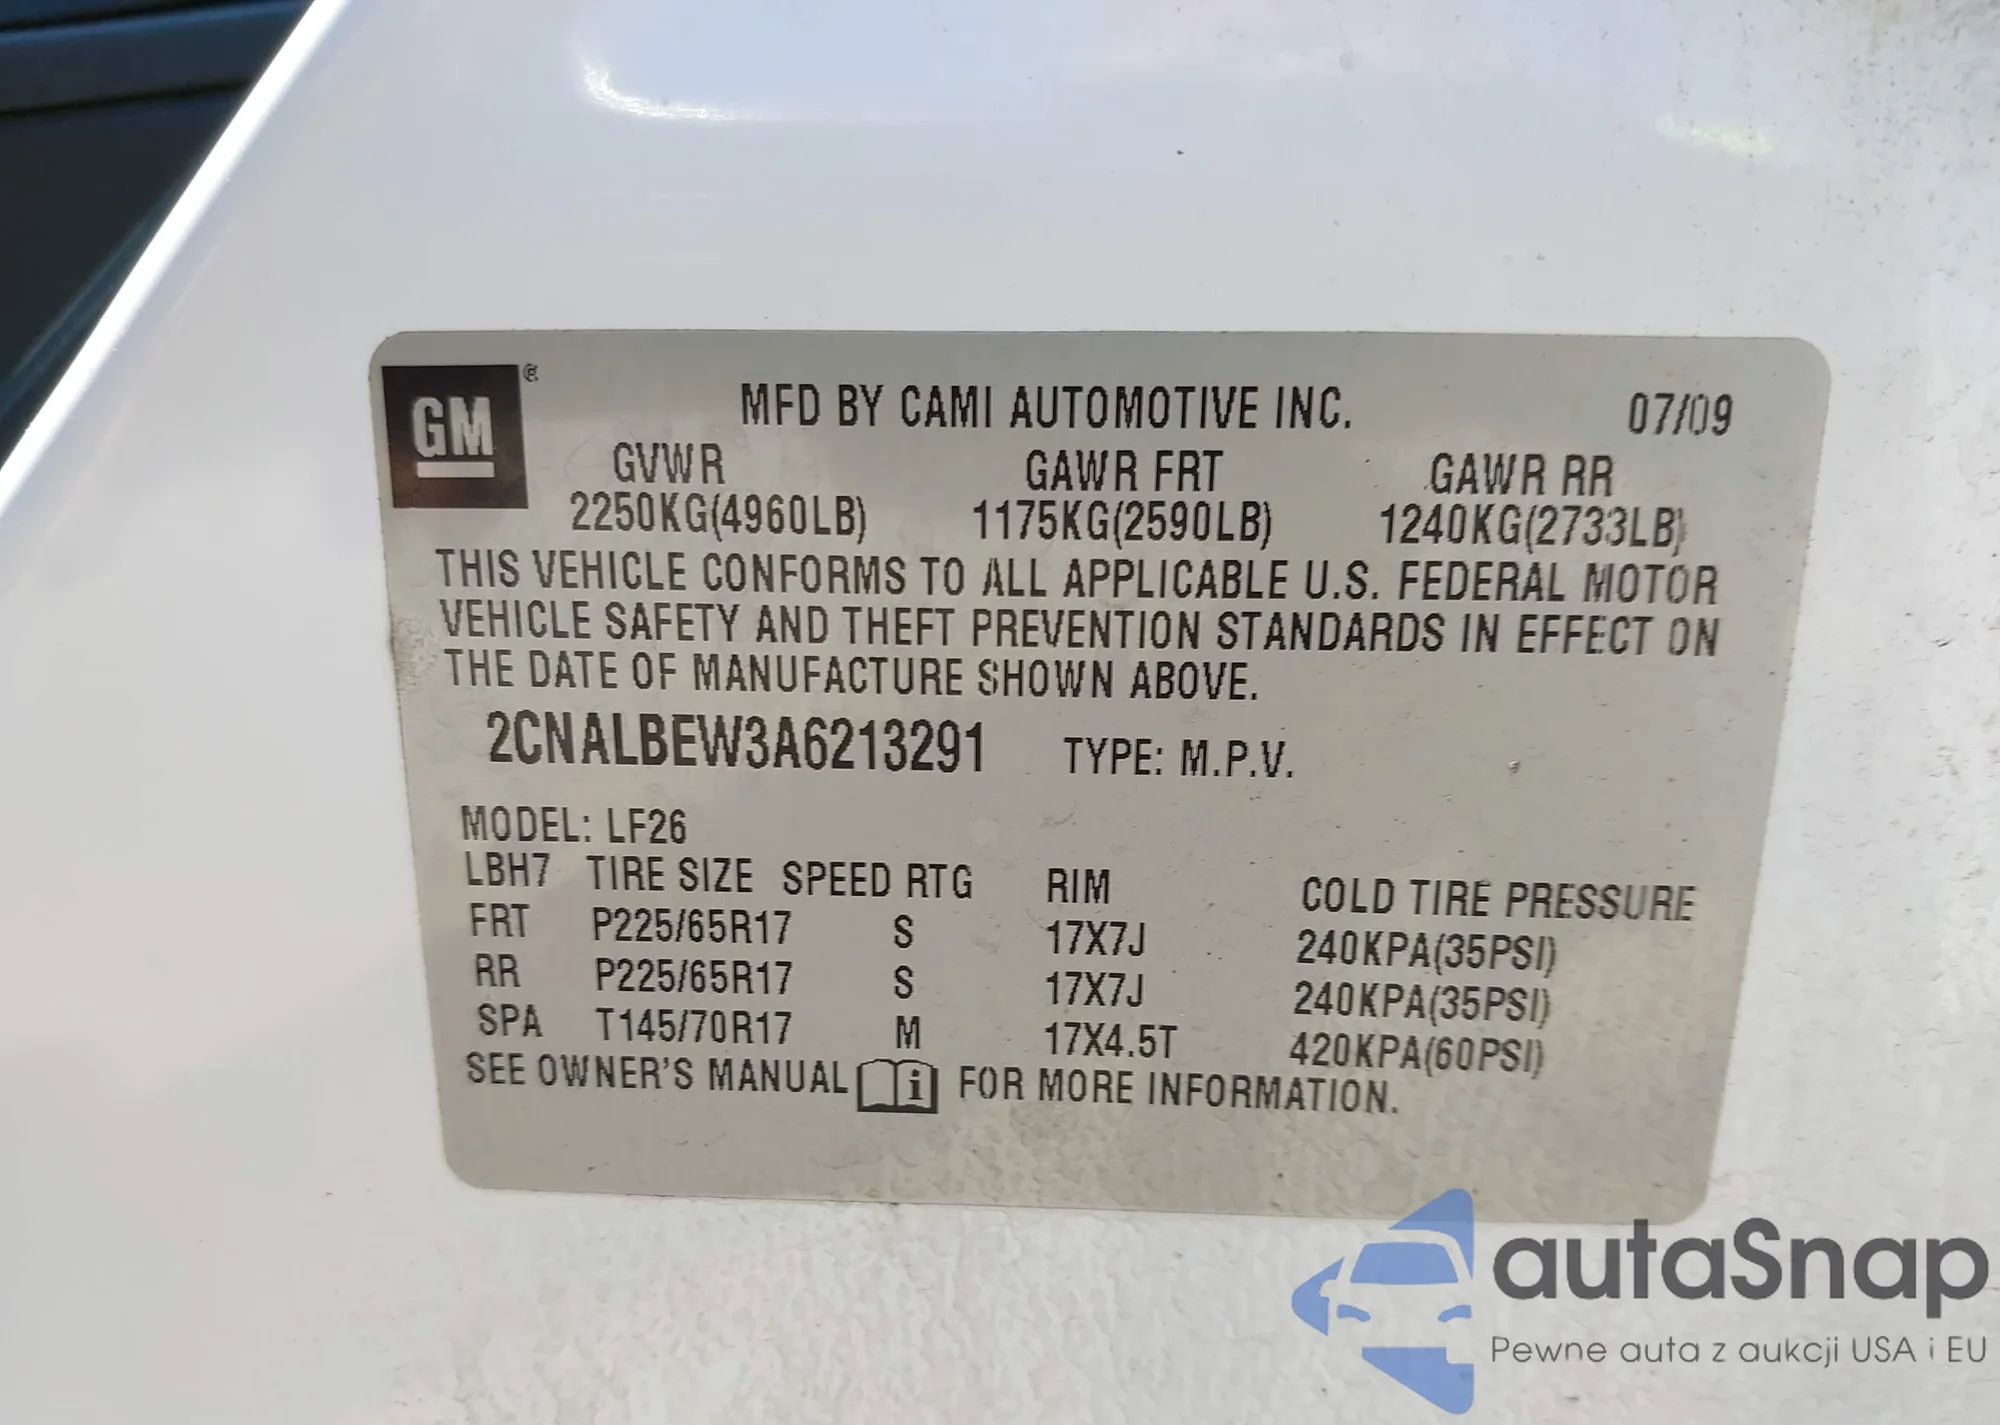 GM ®
MFD BY CAMI AUTOMOTIVE INC. 07/09
GVWR GAWR FRT GAWR RR
2250KG(4960LB) 1175KG(2590LB) 1240KG(2733LB)
THIS VEHICLE CONFORMS TO ALL APPLICABLE U.S. FEDERAL MOTOR
VEHICLE SAFETY AND THEFT PREVENTION STANDARDS IN EFFECT ON
THE DATE OF MANUFACTURE SHOWN ABOVE.
2CNALBEW3A6213291 TYPE: M.P.V.
MODEL: LF26
LBH7 TIRE SIZE SPEED RTG RIM COLD TIRE PRESSURE
FRT P225/65R17 S 17X7J 240KPA(35PSI)
RR P225/65R17 S 17X7J 240KPA(35PSI)
SPA T145/70R17 M 17X4.5T 420KPA(60PSI)
SEE OWNER'S MANUAL i FOR MORE INFORMATION.
autaSnap
Pewne auta z aukcji USA i EU